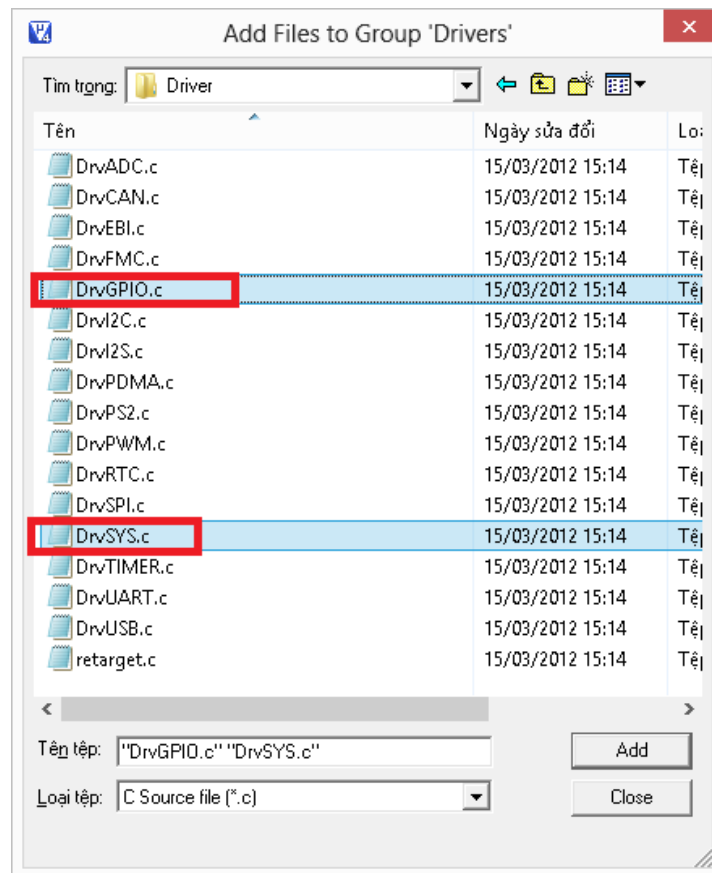 Add Files to Group 'Drivers'
Tìm trọng: Driver
Tên Ngày sửa đổi
DrvADC.c 15/03/2012 15:14
DrvCAN.c 15/03/2012 15:14
DrvEBI.c 15/03/2012 15:14
DrvFMC.c 15/03/2012 15:14
DrvGPIO.c 15/03/2012 15:14
DrvI2C.c 15/03/2012 15:14
DrvI2S.c 15/03/2012 15:14
DrvPDMA.c 15/03/2012 15:14
DrvPS2.c 15/03/2012 15:14
DrvPWM.c 15/03/2012 15:14
DrvRTC.c 15/03/2012 15:14
DrvSPI.c 15/03/2012 15:14
DrvSYS.c 15/03/2012 15:14
DrvTIMER.c 15/03/2012 15:14
DrvUART.c 15/03/2012 15:14
DrvUSB.c 15/03/2012 15:14
retarget.c 15/03/2012 15:14
Tên tệp: "DrvGPIO.c" "DrvSYS.c" Add
Loại tệp: C Source file (*.c) Close